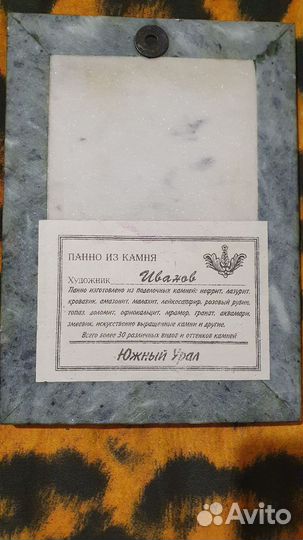 ПАННО ИЗ КАМНЯ
Художник Иванов
Панно изготовлено из поделочных камней: нефрит, лазурит,
кровавик, амазонит, малахит, лейкосапфир, розовый рубин,
топаз, доломит, офиокальцит, мрамор, гранат, аквамарин,
змеевик, искусственно выращенные камни и другие.
Всего более 30 различных видов и оттенков камней
Южный Урал
Avito